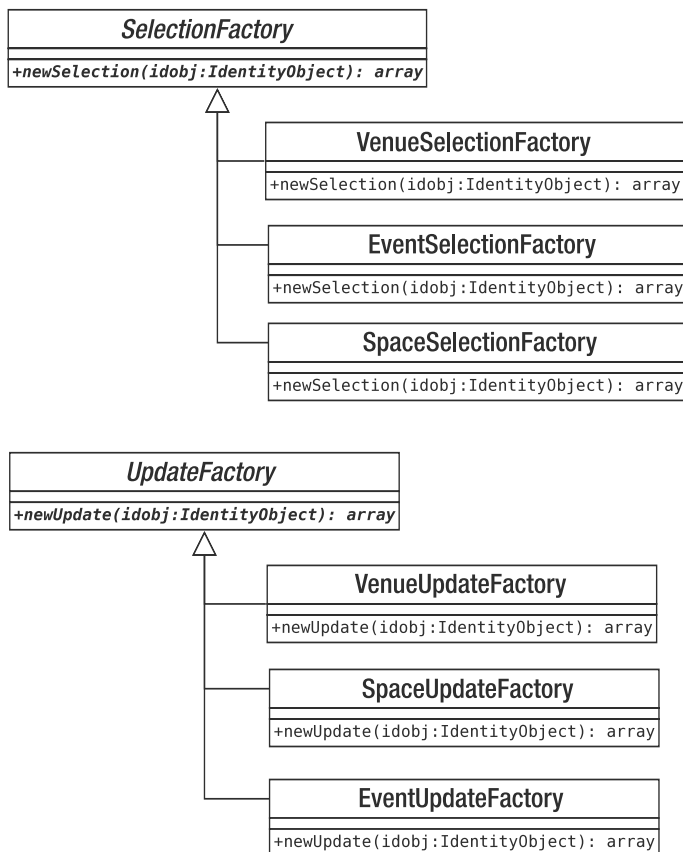 SelectionFactory
+newSelection(idobj:IdentityObject): array
VenueSelectionFactory
+newSelection(idobj:IdentityObject): array
EventSelectionFactory
+newSelection(idobj:IdentityObject): array
SpaceSelectionFactory
+newSelection(idobj:IdentityObject): array
UpdateFactory
+newUpdate(idobj:IdentityObject): array
VenueUpdateFactory
+newUpdate(idobj:IdentityObject): array
SpaceUpdateFactory
+newUpdate(idobj:IdentityObject): array
EventUpdateFactory
+newUpdate(idobj:IdentityObject): array